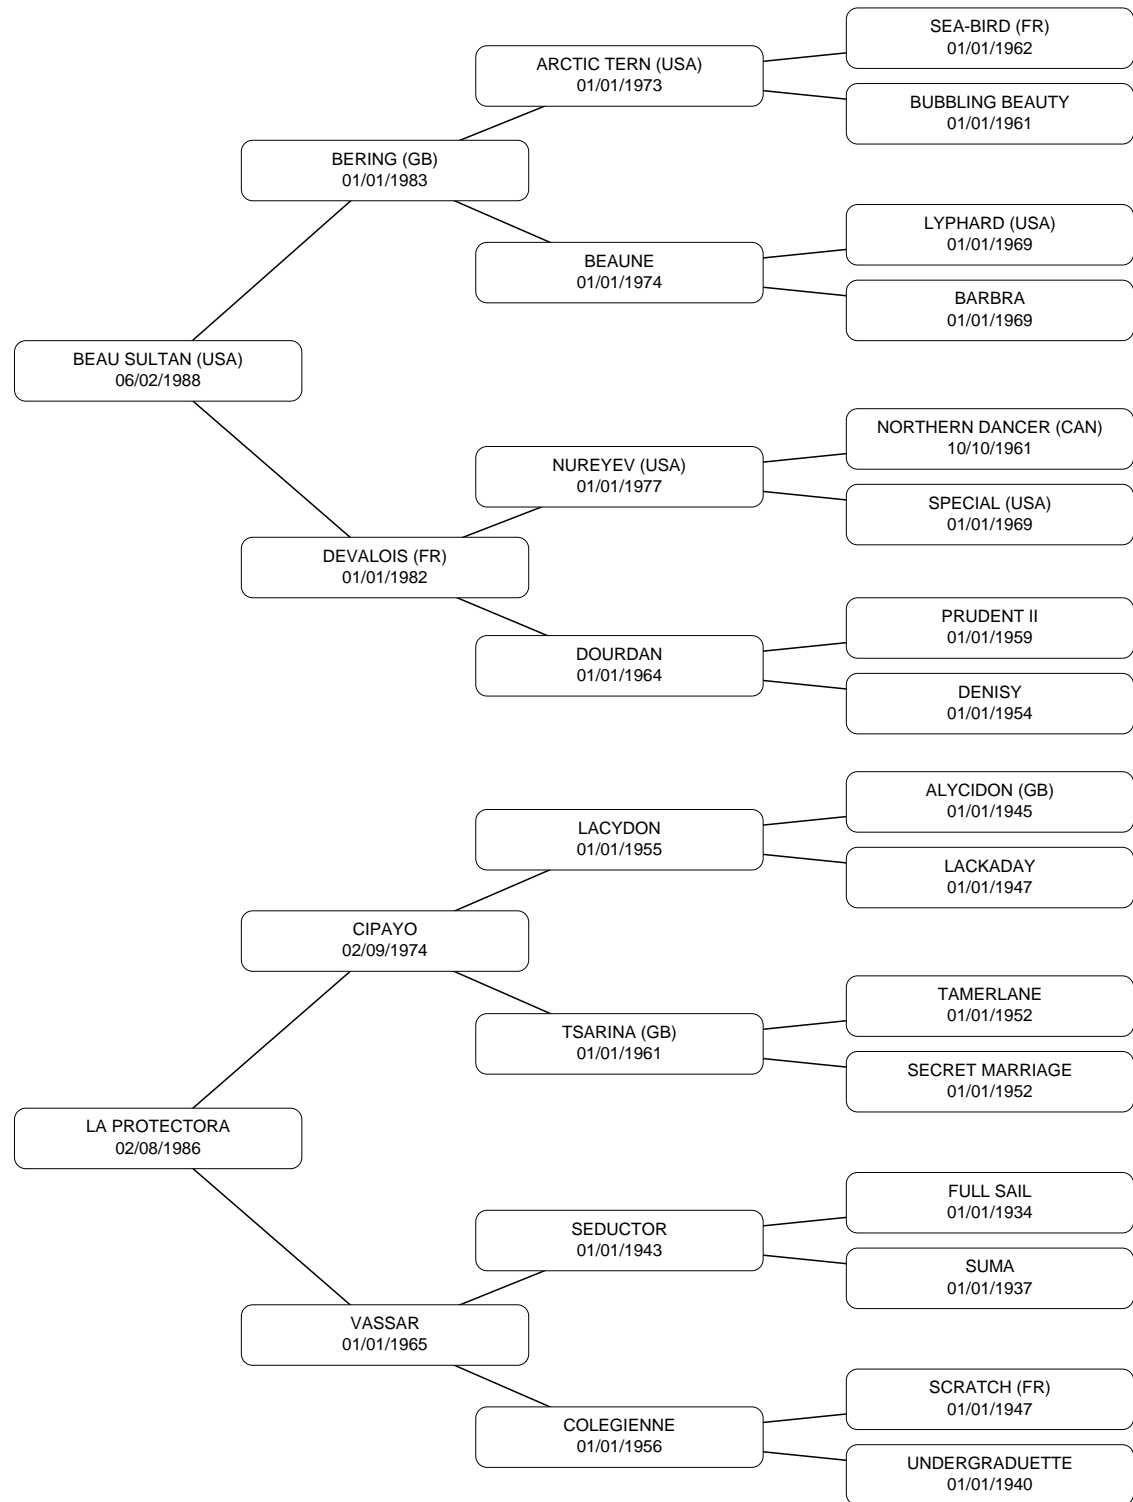 SEA-BIRD (FR)
01/01/1962
ARCTIC TERN (USA)
01/01/1973
BUBBLING BEAUTY
01/01/1961
BERING (GB)
01/01/1983
LYPHARD (USA)
01/01/1969
BEAUNE
01/01/1974
BARBRA
01/01/1969
BEAU SULTAN (USA)
06/02/1988
NORTHERN DANCER (CAN)
10/10/1961
NUREYEV (USA)
01/01/1977
SPECIAL (USA)
01/01/1969
DEVALOIS (FR)
01/01/1982
PRUDENT II
01/01/1959
DOURDAN
01/01/1964
DENISY
01/01/1954
ALYCIDON (GB)
01/01/1945
LACYDON
01/01/1955
LACKADAY
01/01/1947
CIPAYO
02/09/1974
TAMERLANE
01/01/1952
TSARINA (GB)
01/01/1961
SECRET MARRIAGE
01/01/1952
LA PROTECTORA
02/08/1986
FULL SAIL
01/01/1934
SEDUCTOR
01/01/1943
SUMA
01/01/1937
VASSAR
01/01/1965
SCRATCH (FR)
01/01/1947
COLEGIENNE
01/01/1956
UNDERGRADUETTE
01/01/1940